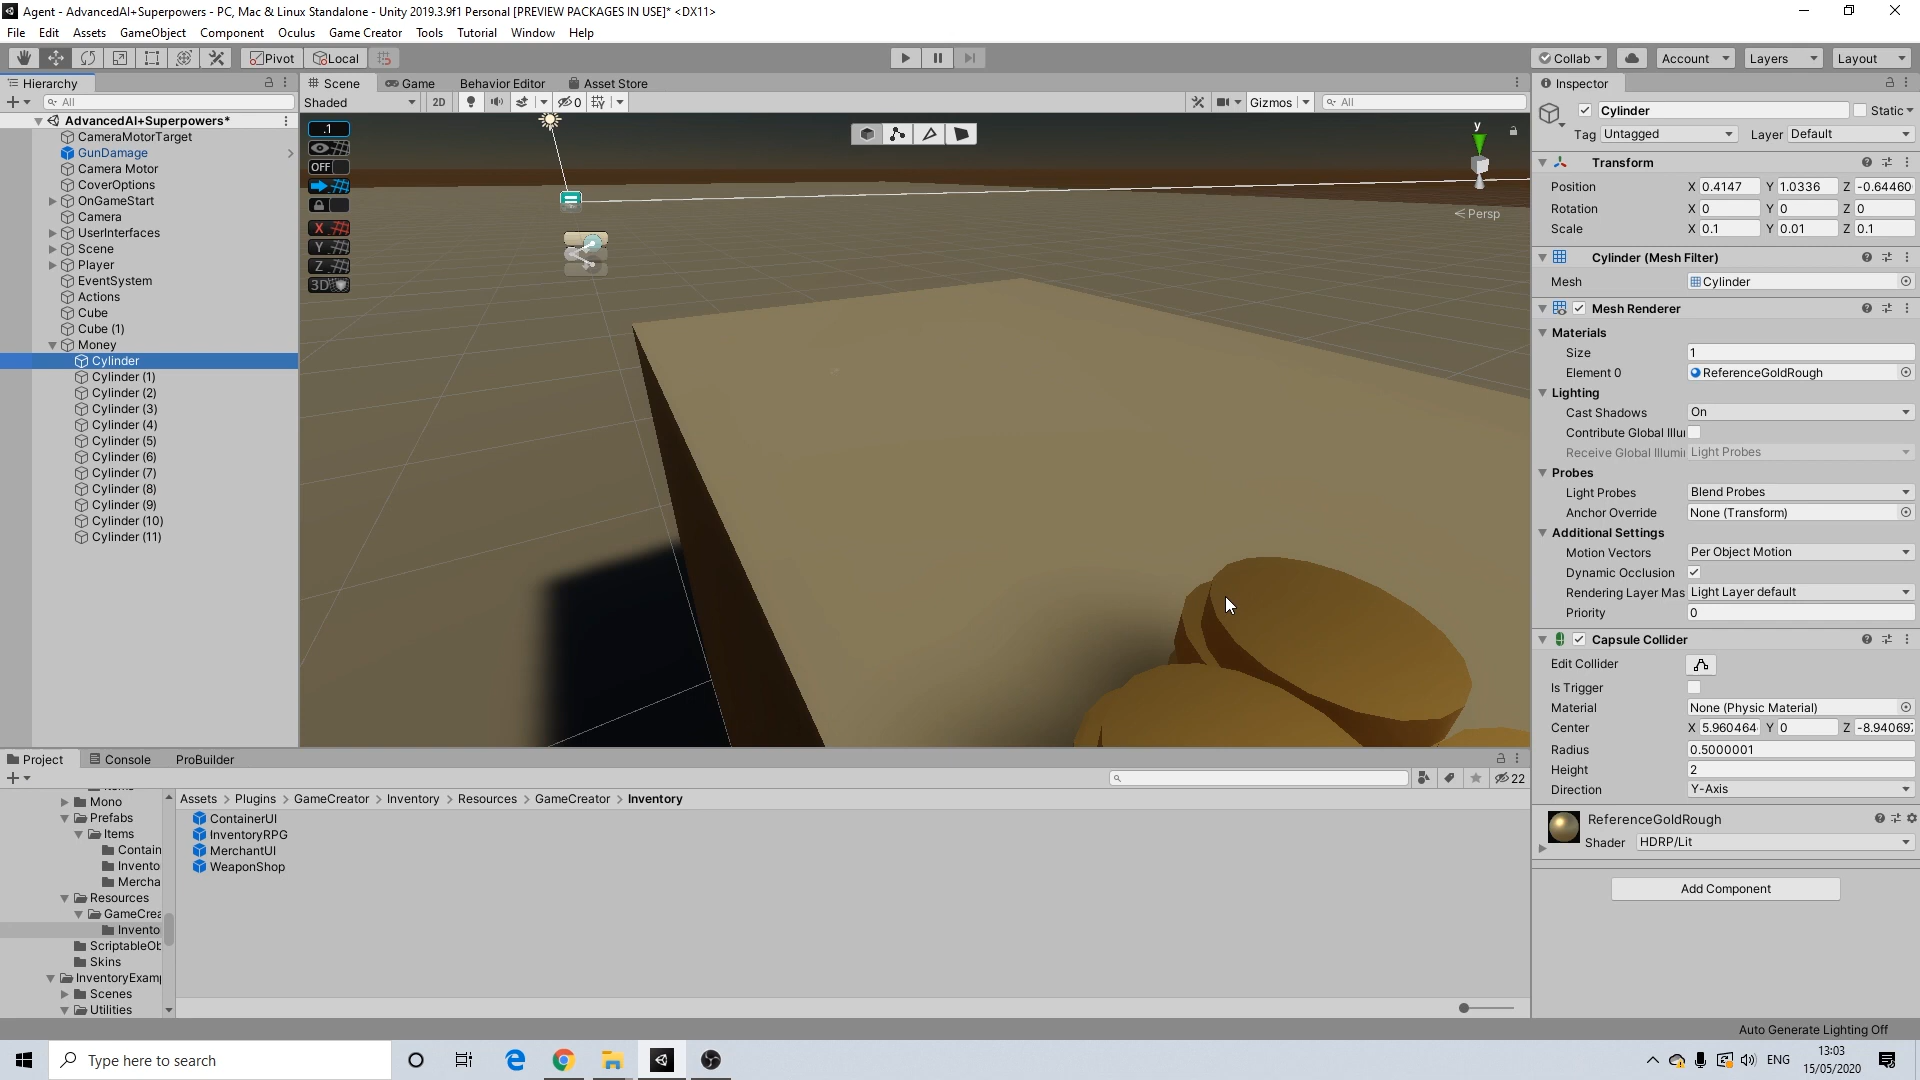 Agent - AdvancedAI+Superpowers - PC, Mac & Linux Standalone - Unity 2019.3.9f1 Personal [PREVIEW PACKAGES IN USE]* <DX11>
File Edit Assets GameObject Component Oculus Game Creator Tools Tutorial Window Help
Pivot Local Collab Account Layers Layout
Hierarchy
All
AdvancedAI+Superpowers*
CameraMotorTarget
GunDamage
Camera Motor
CoverOptions
OnGameStart
Camera
UserInterfaces
Scene
Player
EventSystem
Actions
Cube
Cube (1)
Money
Cylinder
Cylinder (1)
Cylinder (2)
Cylinder (3)
Cylinder (4)
Cylinder (5)
Cylinder (6)
Cylinder (7)
Cylinder (8)
Cylinder (9)
Cylinder (10)
Cylinder (11)
Scene Game Behavior Editor Asset Store
Shaded 2D 0 Gizmos All
.1
OFF
X
Y
Z
3D
y
Persp
Inspector
Cylinder Static
Tag Untagged Layer Default
Transform
Position X 0.4147 Y 1.0336 Z -0.64460
Rotation X 0 Y 0 Z 0
Scale X 0.1 Y 0.01 Z 0.1
Cylinder (Mesh Filter)
Mesh Cylinder
Mesh Renderer
Materials
Size 1
Element 0 ReferenceGoldRough
Lighting
Cast Shadows On
Contribute Global Illu
Receive Global Illumi Light Probes
Probes
Light Probes Blend Probes
Anchor Override None (Transform)
Additional Settings
Motion Vectors Per Object Motion
Dynamic Occlusion
Rendering Layer Mas Light Layer default
Priority 0
Capsule Collider
Edit Collider
Is Trigger
Material None (Physic Material)
Center X 5.960464 Y 0 Z -8.94069
Radius 0.5000001
Height 2
Direction Y-Axis
ReferenceGoldRough
Shader HDRP/Lit
Add Component
Project Console ProBuilder
22
Mono
Prefabs
Items
Contain
Invento
Mercha
Resources
GameCrea
Invento
ScriptableOb
Skins
InventoryExam
Scenes
Utilities
Assets > Plugins > GameCreator > Inventory > Resources > GameCreator > Inventory
ContainerUI
InventoryRPG
MerchantUI
WeaponShop
Auto Generate Lighting Off
Type here to search
ENG
13:03
15/05/2020